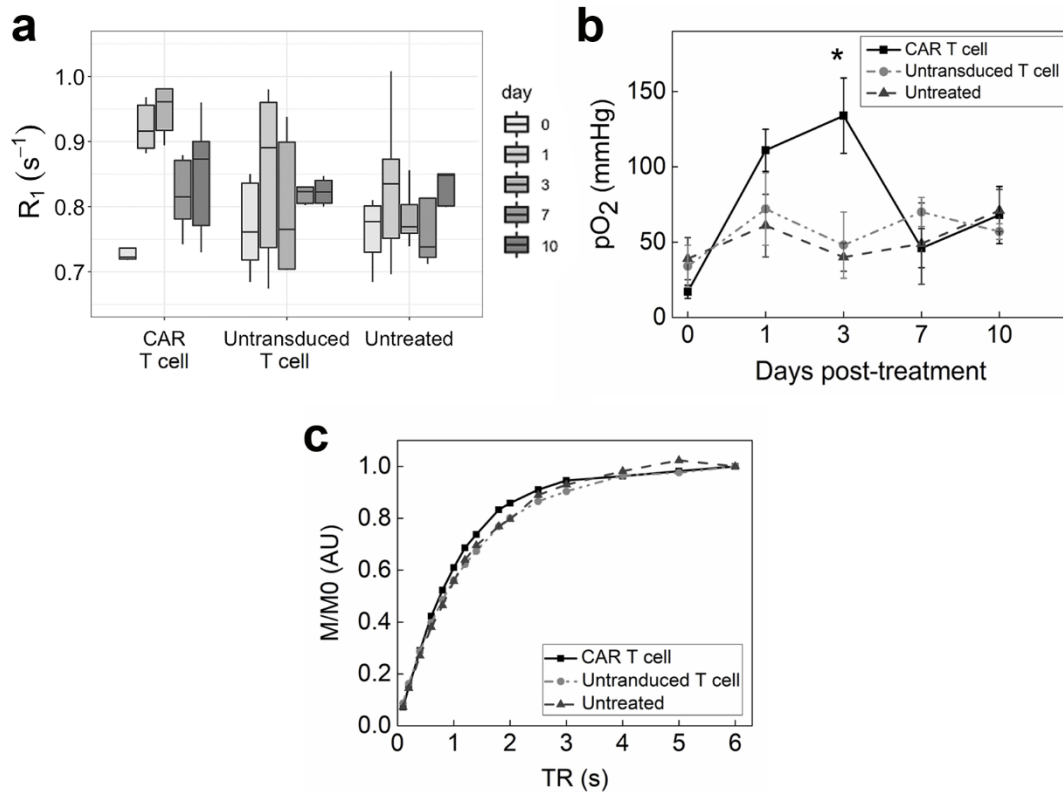 a
R₁ (s⁻¹)
1.0
0.9
0.8
0.7
CAR
T cell
Untransduced
T cell
Untreated
day
0
1
3
7
10
b
pO₂ (mmHg)
150
100
50
0
*
CAR T cell
Untransduced T cell
Untreated
0 1 3 7 10
Days post-treatment
c
M/M0 (AU)
1.0
0.8
0.6
0.4
0.2
0.0
CAR T cell
Untranduced T cell
Untreated
0 1 2 3 4 5 6
TR (s)